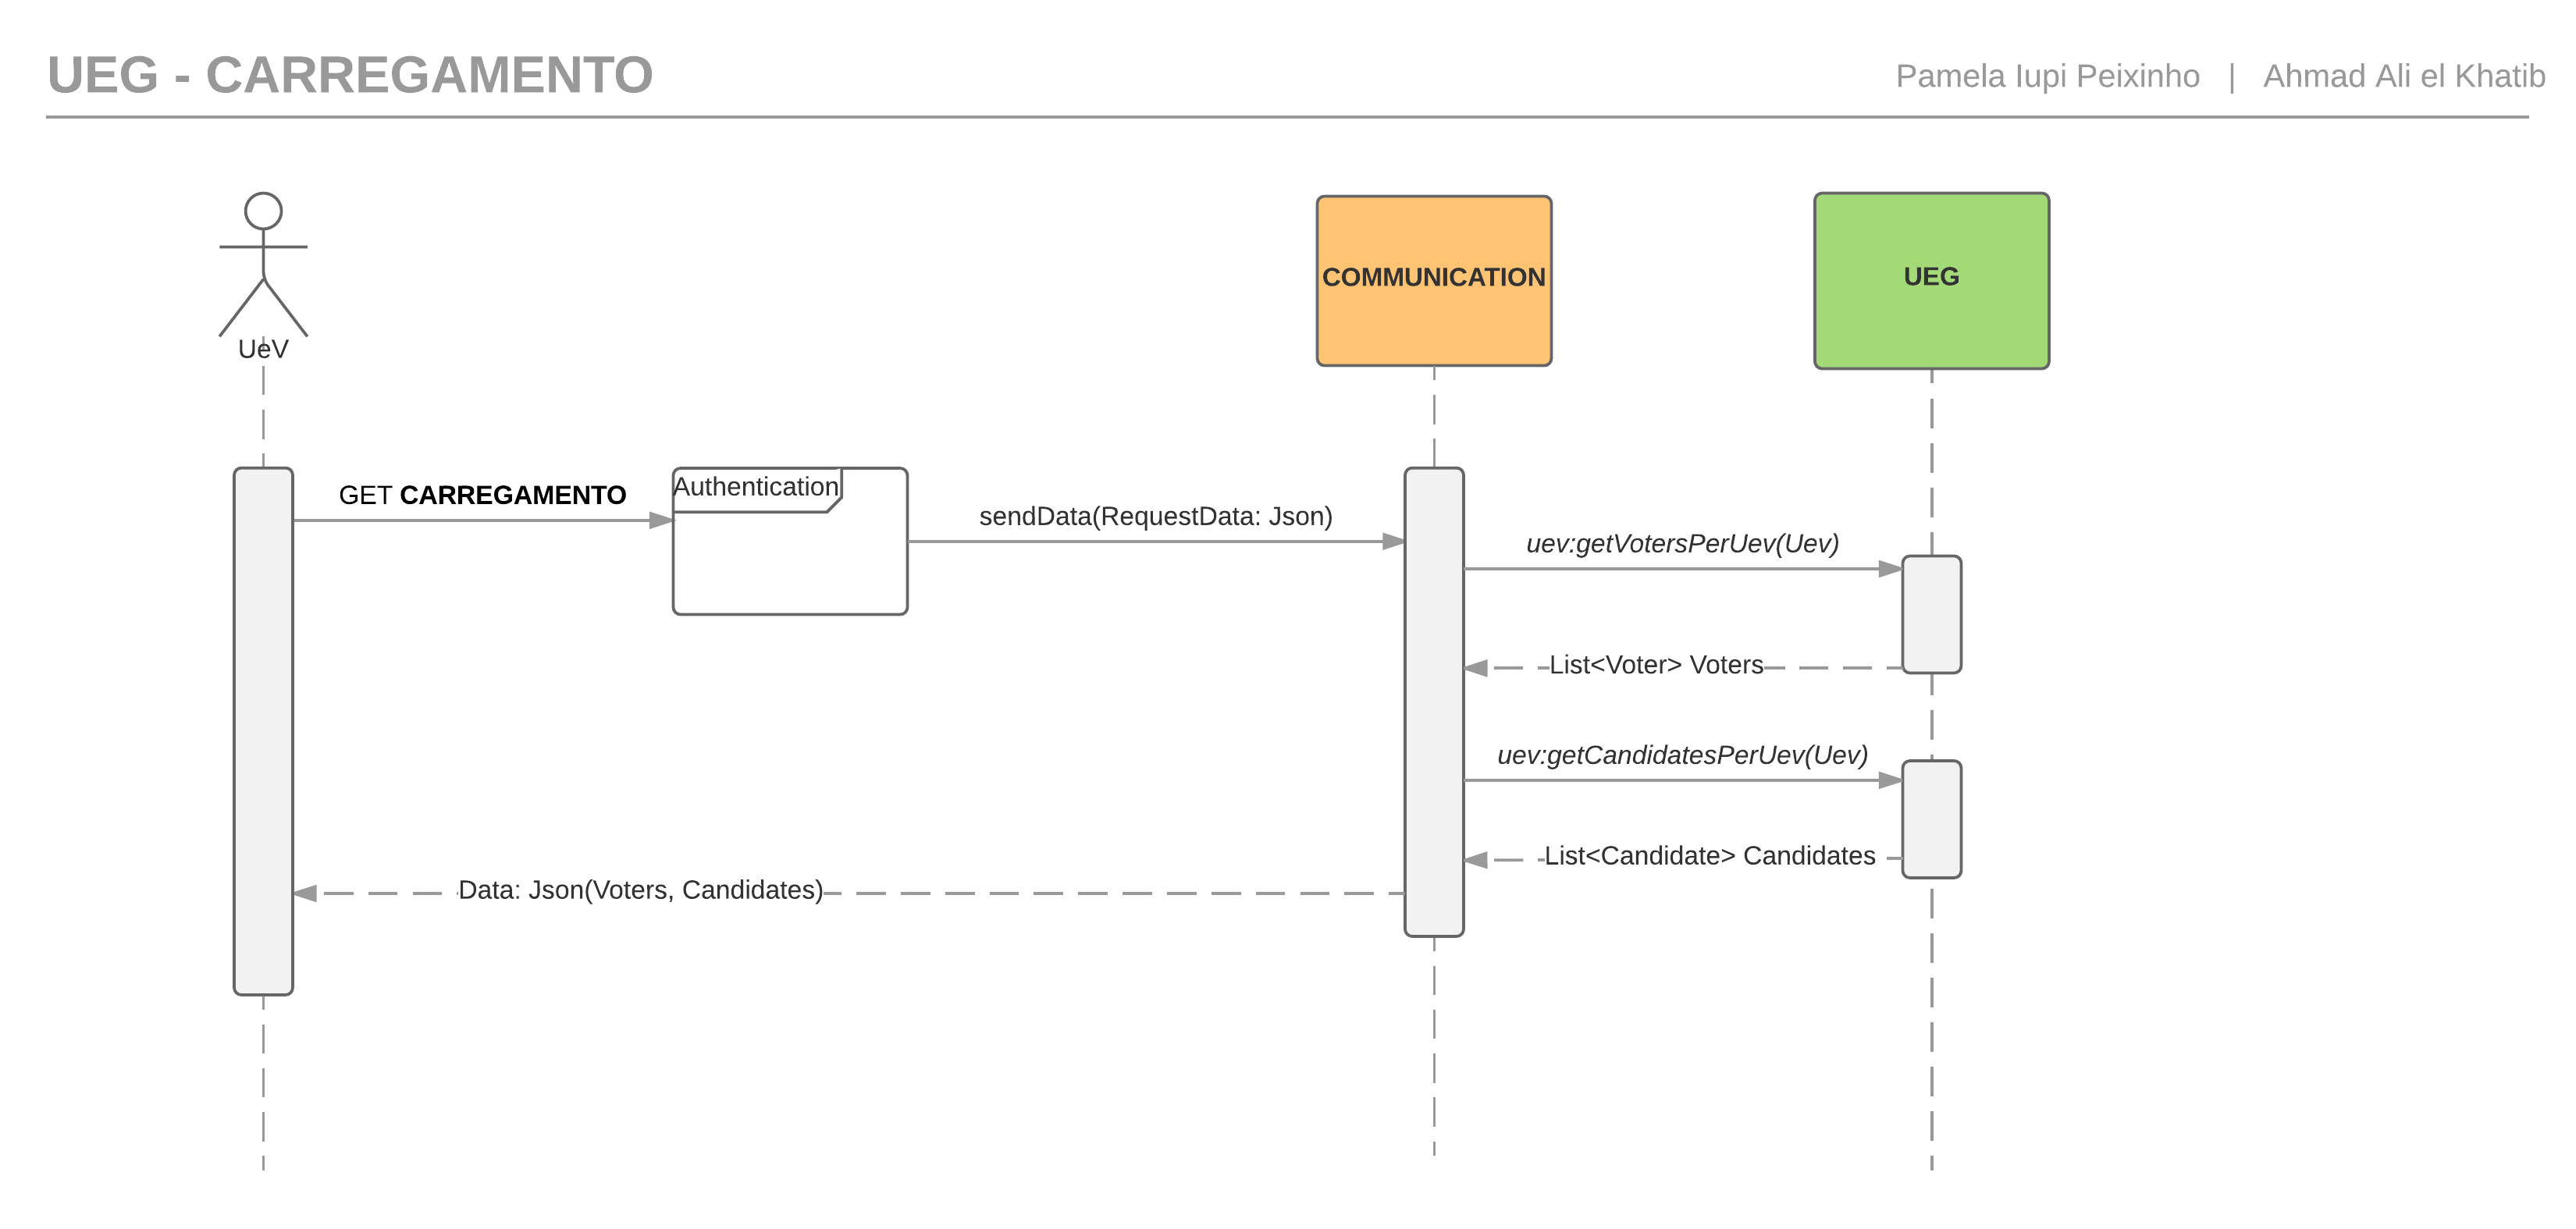 UEG - CARREGAMENTO
Pamela Iupi Peixinho | Ahmad Ali el Khatib
UeV
COMMUNICATION
UEG
GET CARREGAMENTO
Authentication
sendData(RequestData: Json)
uev:getVotersPerUev(Uev)
List<Voter> Voters
uev:getCandidatesPerUev(Uev)
List<Candidate> Candidates
Data: Json(Voters, Candidates)